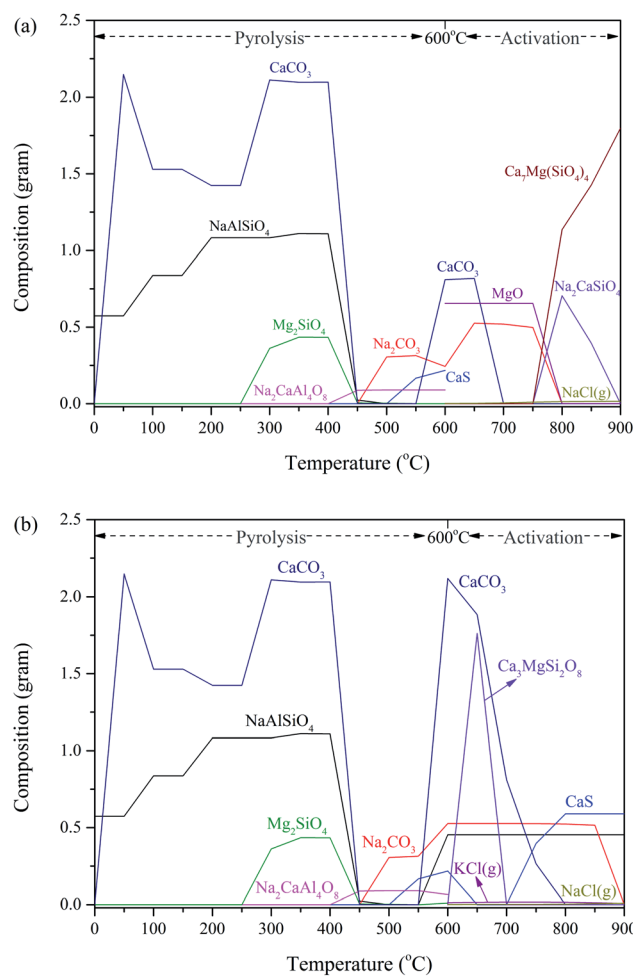 (a)
2.5
Pyrolysis 600°C Activation
CaCO₃
2.0
Ca₇Mg(SiO₄)₄
1.5
NaAlSiO₄
1.0
CaCO₃
Na₂CaSiO₄
MgO
Mg₂SiO₄
Na₂CO₃
0.5
CaS
Na₂CaAl₄O₈
NaCl(g)
0.0
0 100 200 300 400 500 600 700 800 900
Temperature (°C)
Composition (gram)
(b)
2.5
Pyrolysis 600°C Activation
CaCO₃ CaCO₃
2.0
Ca₃MgSi₂O₈
1.5
NaAlSiO₄
1.0
CaS
Mg₂SiO₄
Na₂CO₃
0.5
KCl(g)
Na₂CaAl₄O₈
NaCl(g)
0.0
0 100 200 300 400 500 600 700 800 900
Temperature (°C)
Composition (gram)